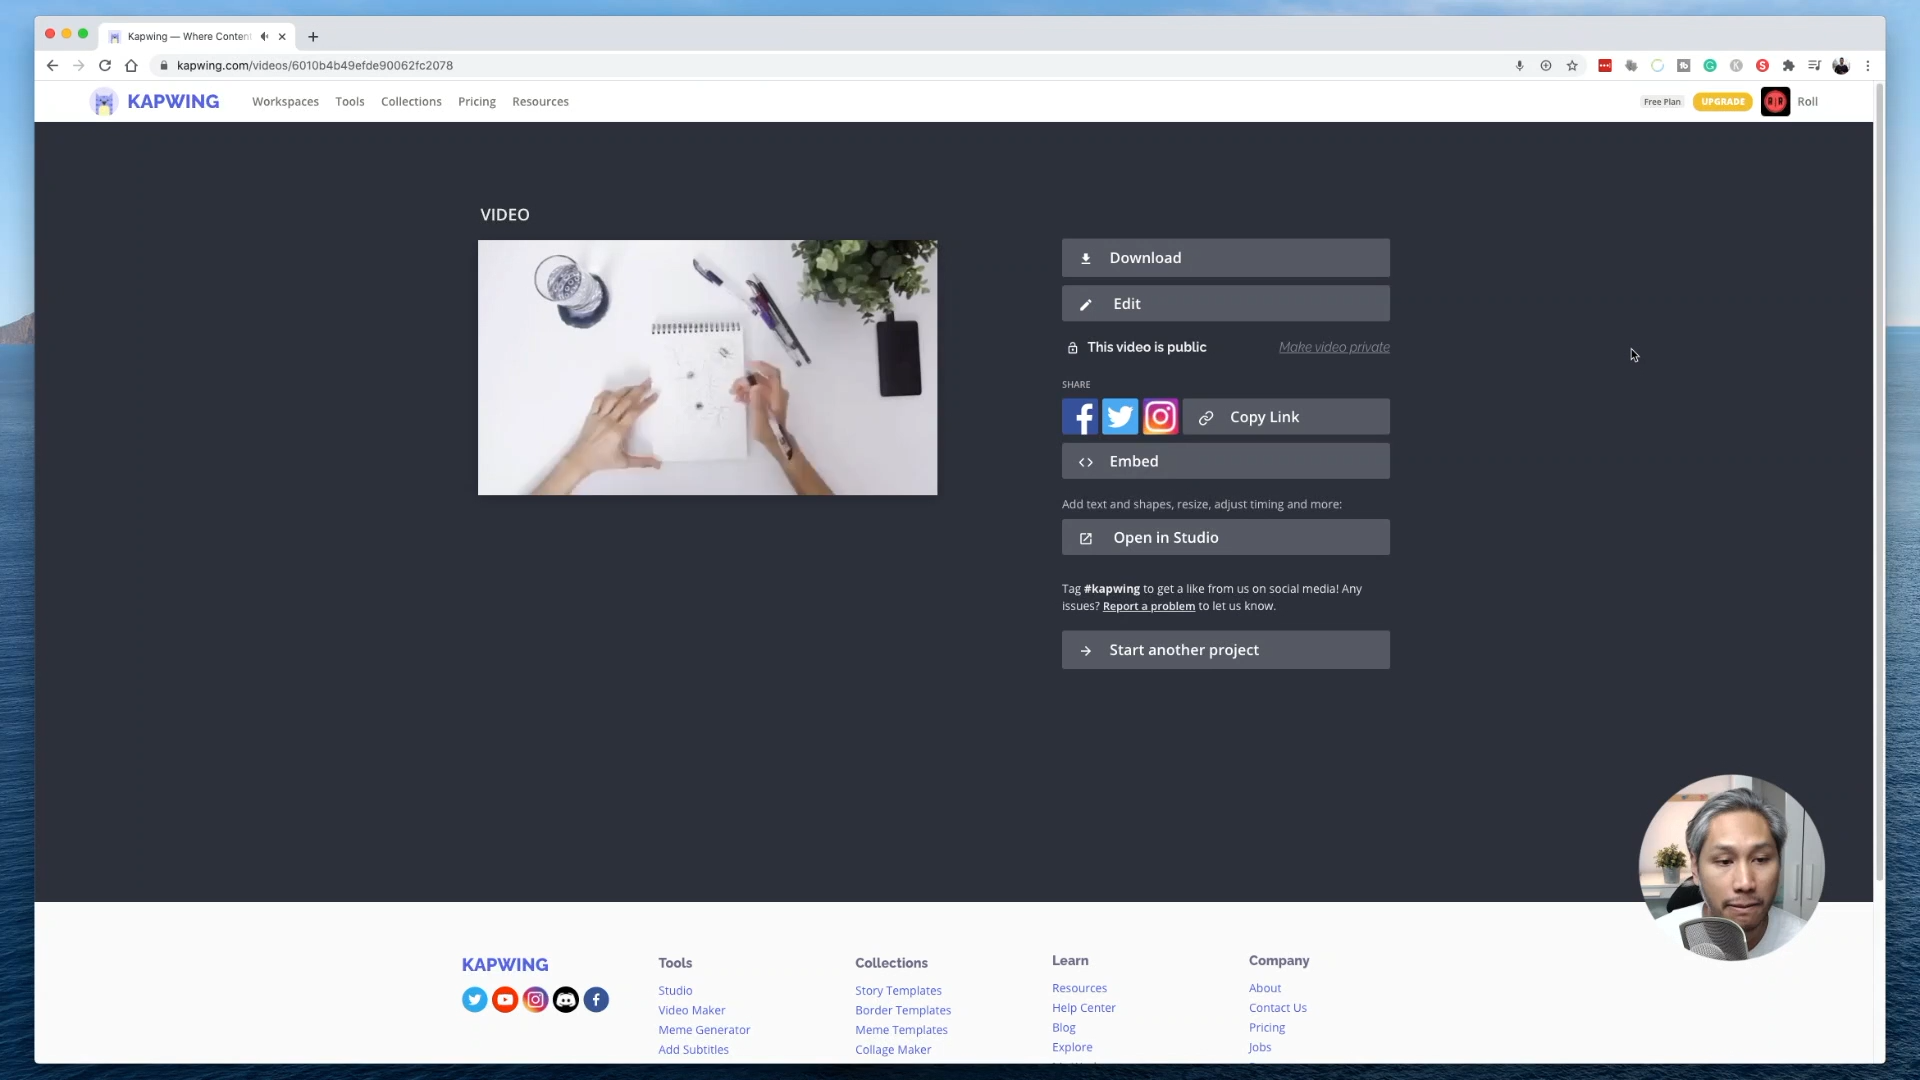 Kapwing — Where Content
kapwing.com/videos/6010b4b49efde90062fc2078
KAPWING
Workspaces Tools Collections Pricing Resources
Free Plan UPGRADE Roll
VIDEO
Download
Edit
This video is public Make video private
SHARE
Copy Link
Embed
Add text and shapes, resize, adjust timing and more:
Open in Studio
Tag #kapwing to get a like from us on social media! Any
issues? Report a problem to let us know.
Start another project
KAPWING
Tools
Studio
Video Maker
Meme Generator
Add Subtitles
Collections
Story Templates
Border Templates
Meme Templates
Collage Maker
Learn
Resources
Help Center
Blog
Explore
Company
About
Contact Us
Pricing
Jobs